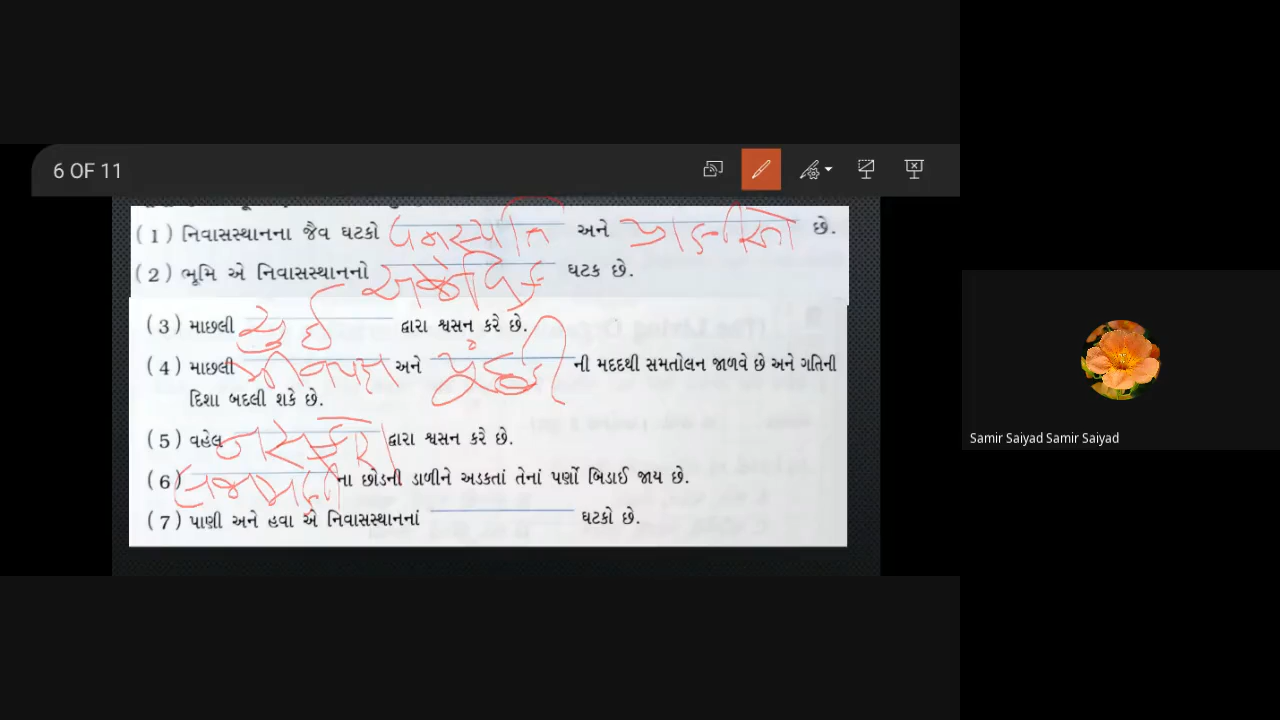 6 OF 11
(1) નિવાસસ્થાનના જૈવ ઘટકો વનસ્પતિ અને છે.
(2) ભૂમિ એ નિવાસસ્થાનનો અજૈવિક ઘટક છે.
(3) માછલી ચુઈ દ્વારા શ્વસન કરે છે.
(4) માછલી મીનપક્ષ અને પૂંછડી ની મદદથી સમતોલન જાળવે છે અને ગતિની
દિશા બદલી શકે છે.
(5) વહેલ નસકોરા દ્વારા શ્વસન કરે છે.
(6) લજામણી ના છોડની ડાળીને અડકતાં તેનાં પર્ણો બિડાઈ જાય છે.
(7) પાણી અને હવા એ નિવાસસ્થાનનાં ઘટકો છે.
Samir Saiyad Samir Saiyad